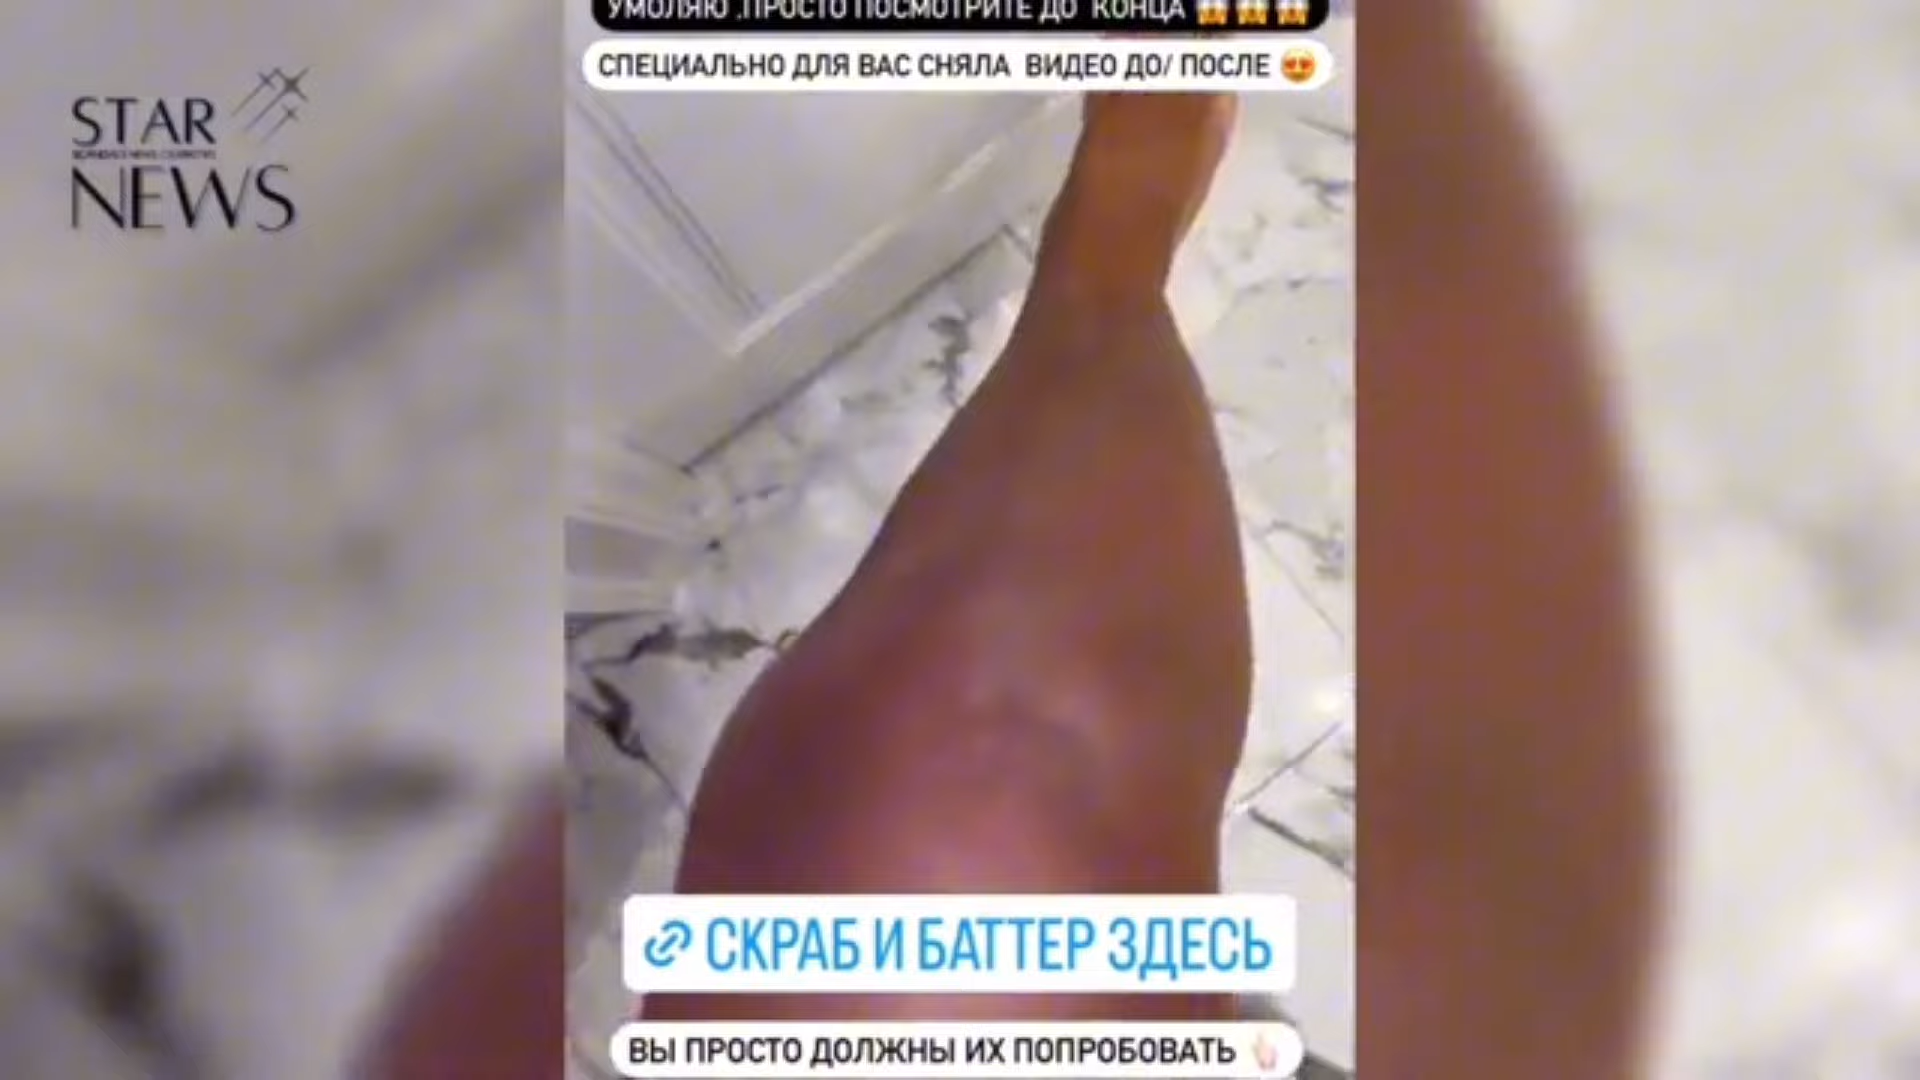 УМОЛЯЮ .ПРОСТО ПОСМОТРИТЕ ДО КОНЦА 😱😱😱
СПЕЦИАЛЬНО ДЛЯ ВАС СНЯЛА ВИДЕО ДО/ ПОСЛЕ 😍
STAR
NEWS
СКРАБ И БАТТЕР ЗДЕСЬ
ВЫ ПРОСТО ДОЛЖНЫ ИХ ПОПРОБОВАТЬ 👆🏻